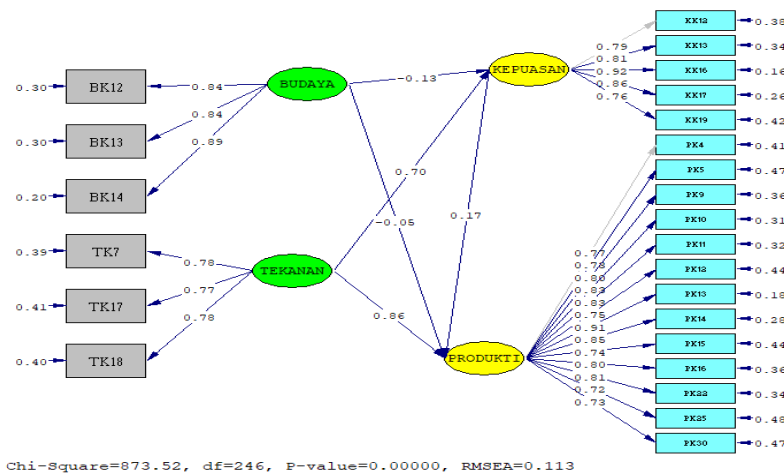 0.30 BK12
0.30 BK13
0.20 BK14
0.39 TK7
0.41 TK17
0.40 TK18
0.84
0.84
0.89
0.78
0.77
0.78
BUDAYA
TEKANAN
-0.13
0.70
-0.05
0.17
0.86
KEPUASAN
PRODUKTI
0.79
0.81
0.92
0.86
0.76
0.77
0.73
0.80
0.83
0.83
0.75
0.91
0.85
0.74
0.80
0.81
0.72
0.73
KK12 0.38
KK13 0.34
KK16 0.16
KK17 0.26
KK19 0.42
PK4 0.41
PK5 0.47
PK9 0.36
PK10 0.31
PK11 0.32
PK12 0.44
PK13 0.18
PK14 0.28
PK15 0.44
PK16 0.36
PK22 0.34
PK25 0.48
PK30 0.47
Chi-Square=873.52, df=246, P-value=0.00000, RMSEA=0.113